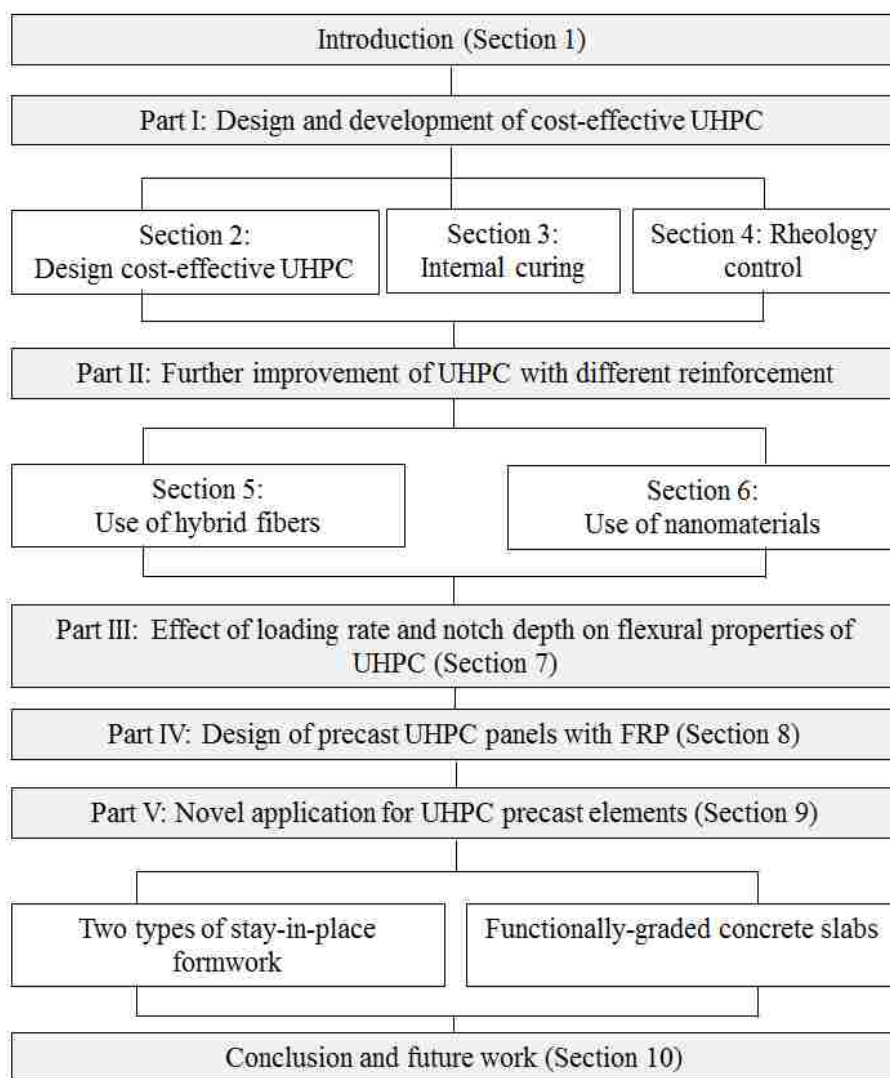 Introduction (Section 1)
Part I: Design and development of cost-effective UHPC
Section 2:
Design cost-effective UHPC
Section 3:
Internal curing
Section 4: Rheology
control
Part II: Further improvement of UHPC with different reinforcement
Section 5:
Use of hybrid fibers
Section 6:
Use of nanomaterials
Part III: Effect of loading rate and notch depth on flexural properties of
UHPC (Section 7)
Part IV: Design of precast UHPC panels with FRP (Section 8)
Part V: Novel application for UHPC precast elements (Section 9)
Two types of stay-in-place
formwork
Functionally-graded concrete slabs
Conclusion and future work (Section 10)